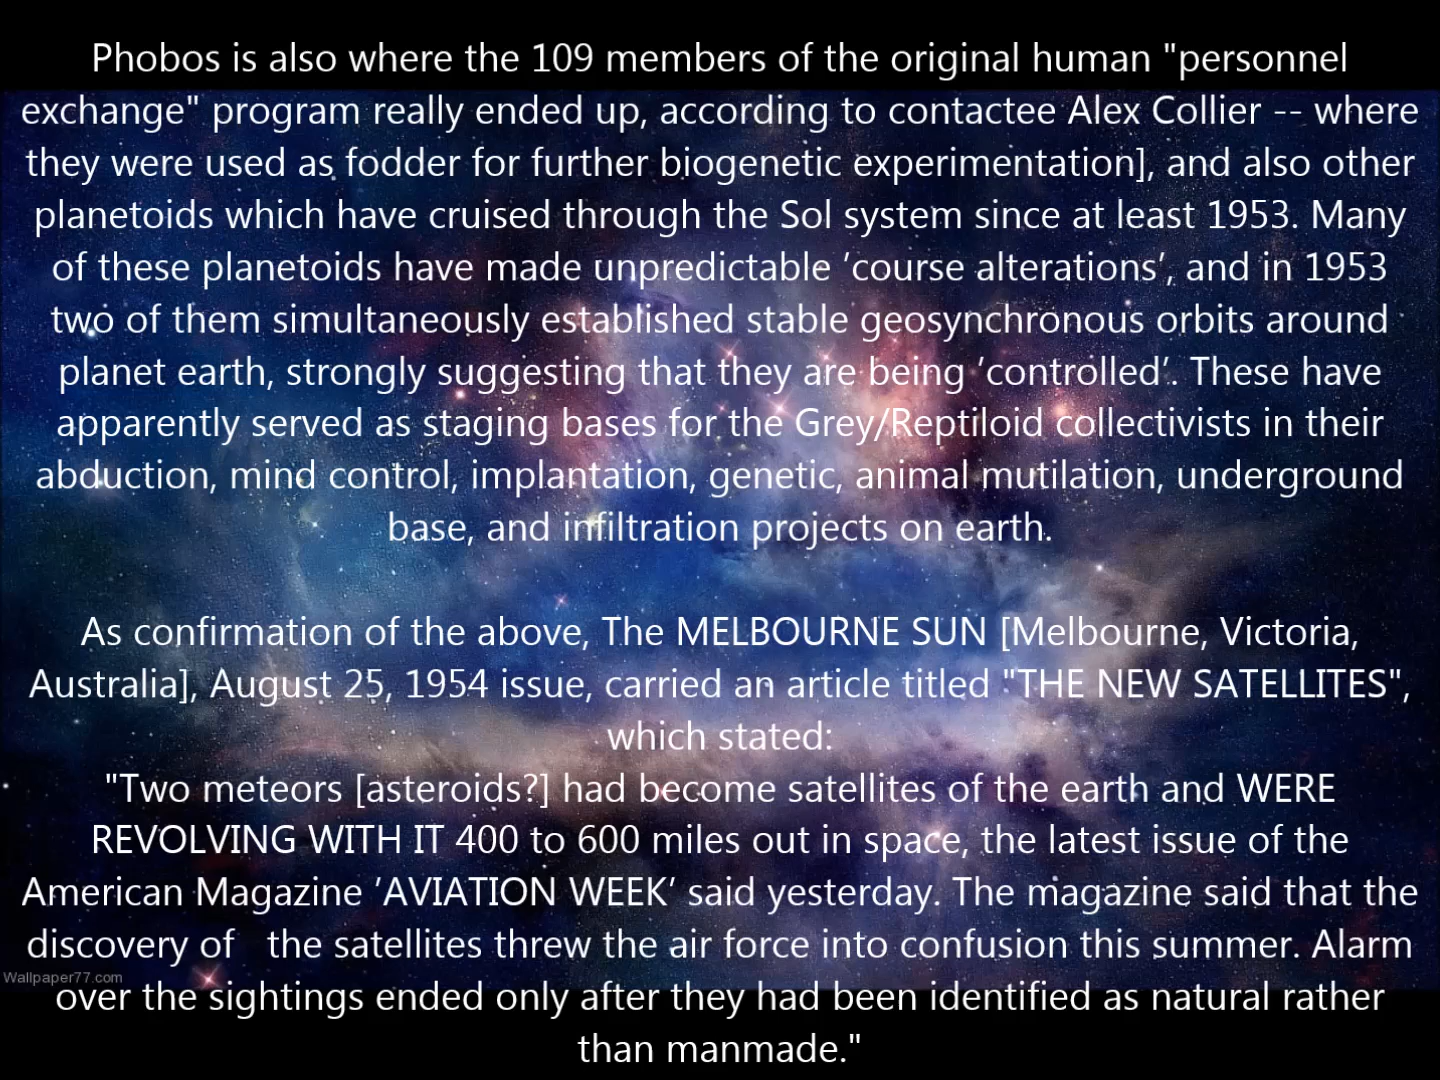 Phobos is also where the 109 members of the original human "personnel
exchange" program really ended up, according to contactee Alex Collier -- where
they were used as fodder for further biogenetic experimentation], and also other
planetoids which have cruised through the Sol system since at least 1953. Many
of these planetoids have made unpredictable ’course alterations’, and in 1953
two of them simultaneously established stable geosynchronous orbits around
planet earth, strongly suggesting that they are being ’controlled’. These have
apparently served as staging bases for the Grey/Reptiloid collectivists in their
abduction, mind control, implantation, genetic, animal mutilation, underground
base, and infiltration projects on earth.
As confirmation of the above, The MELBOURNE SUN [Melbourne, Victoria,
Australia], August 25, 1954 issue, carried an article titled "THE NEW SATELLITES",
which stated:
"Two meteors [asteroids?] had become satellites of the earth and WERE
REVOLVING WITH IT 400 to 600 miles out in space, the latest issue of the
American Magazine ’AVIATION WEEK’ said yesterday. The magazine said that the
discovery of the satellites threw the air force into confusion this summer. Alarm
Wallpaper77.com
over the sightings ended only after they had been identified as natural rather
than manmade."